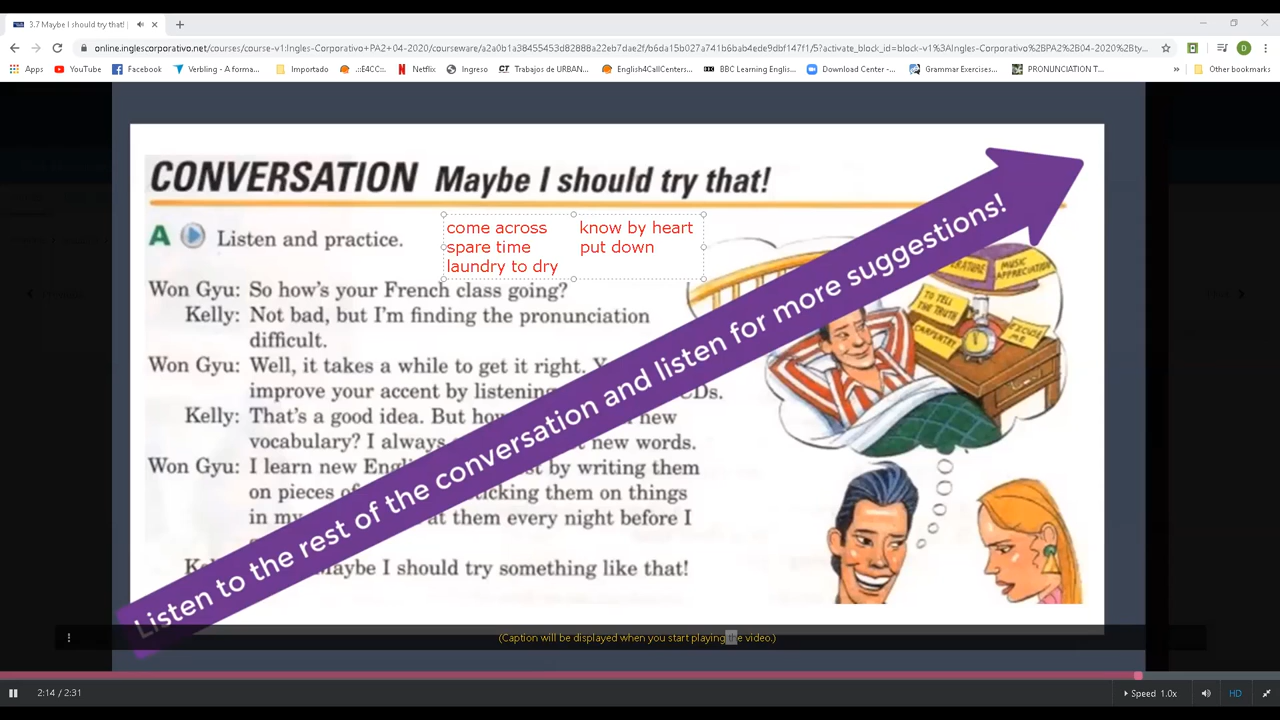 3.7 Maybe I should try that! |
online.inglescorporativo.net/courses/course-v1:Ingles-Corporativo+PA2+04-2020/courseware/a2a0b1a38455453d82888a22eb7dae2f/b6da15b027a741b6bab4ede9dbf147f1/5?activate_block_id=block-v1%3AIngles-Corporativo%2BPA2%2B04-2020%2Bty...
Apps YouTube Facebook Verbling - A forma... Importado .::E4CC::. Netflix Ingreso Trabajos de URBAN... English4CallCenters... BBC Learning Englis... Download Center -... Grammar Exercises... PRONUNCIATION T... » Other bookmarks
CONVERSATION Maybe I should try that!
A Listen and practice.
come across know by heart
spare time put down
laundry to dry
Won Gyu: So how's your French class going?
Kelly: Not bad, but I'm finding the pronunciation
difficult.
Won Gyu: Well, it takes a while to get it right.
improve your accent by listening
Kelly: That's a good idea. But new
vocabulary? I always new words.
Won Gyu: I learn new by writing them
on pieces sticking them on things
in my at them every night before I
Maybe I should try something like that!
Listen to the rest of the conversation and listen for more suggestions!
MUSIC
APPRECIATION
TO TELL
THE TRUTH
CARPENTRY
EXCUSE
ME
(Caption will be displayed when you start playing the video.)
2:14 / 2:31 Speed 1.0x HD